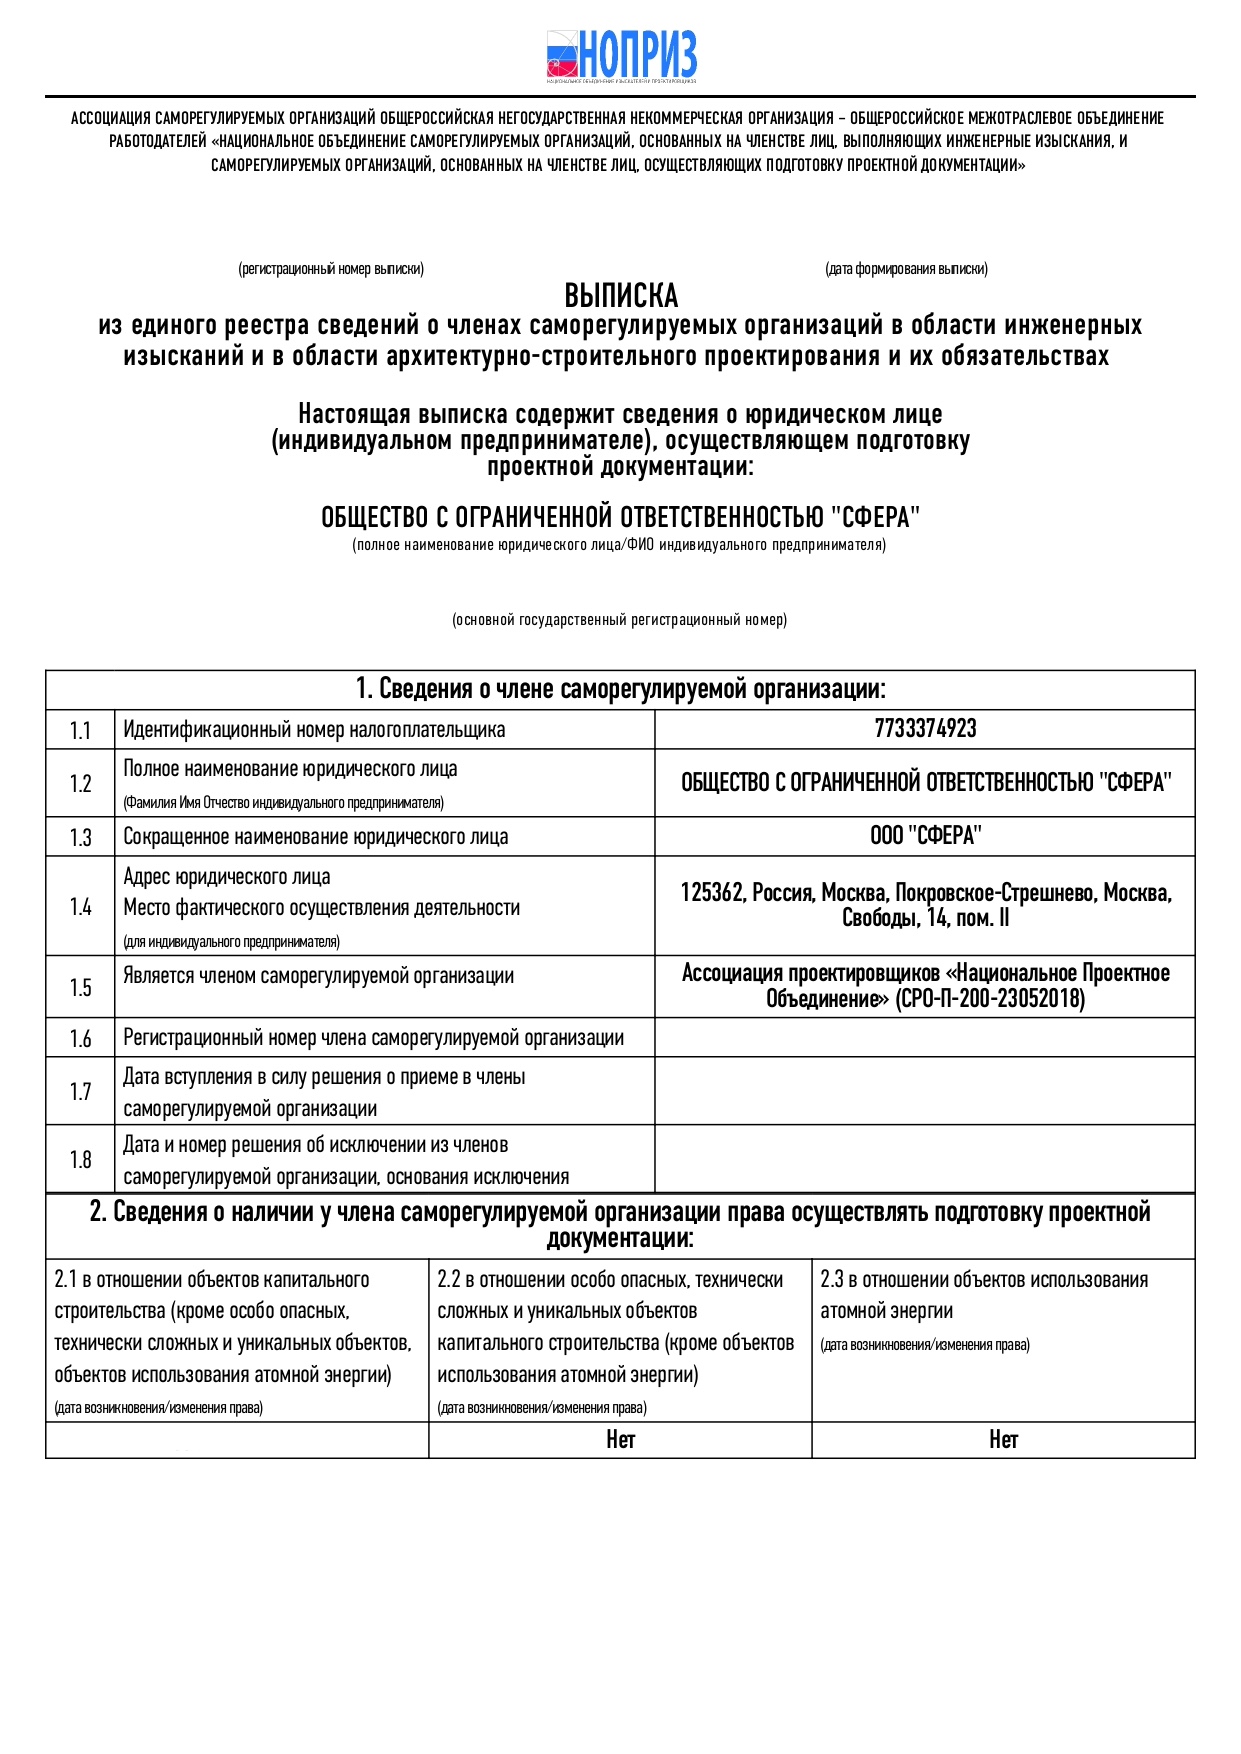 НОПРИЗ
НАЦИОНАЛЬНОЕ ОБЪЕДИНЕНИЕ ИЗЫСКАТЕЛЕЙ И ПРОЕКТИРОВЩИКОВ
АССОЦИАЦИЯ САМОРЕГУЛИРУЕМЫХ ОРГАНИЗАЦИЙ ОБЩЕРОССИЙСКАЯ НЕГОСУДАРСТВЕННАЯ НЕКОММЕРЧЕСКАЯ ОРГАНИЗАЦИЯ – ОБЩЕРОССИЙСКОЕ МЕЖОТРАСЛЕВОЕ ОБЪЕДИНЕНИЕ
РАБОТОДАТЕЛЕЙ «НАЦИОНАЛЬНОЕ ОБЪЕДИНЕНИЕ САМОРЕГУЛИРУЕМЫХ ОРГАНИЗАЦИЙ, ОСНОВАННЫХ НА ЧЛЕНСТВЕ ЛИЦ, ВЫПОЛНЯЮЩИХ ИНЖЕНЕРНЫЕ ИЗЫСКАНИЯ, И
САМОРЕГУЛИРУЕМЫХ ОРГАНИЗАЦИЙ, ОСНОВАННЫХ НА ЧЛЕНСТВЕ ЛИЦ, ОСУЩЕСТВЛЯЮЩИХ ПОДГОТОВКУ ПРОЕКТНОЙ ДОКУМЕНТАЦИИ»
(регистрационный номер выписки) (дата формирования выписки)
ВЫПИСКА
из единого реестра сведений о членах саморегулируемых организаций в области инженерных
изысканий и в области архитектурно-строительного проектирования и их обязательствах
Настоящая выписка содержит сведения о юридическом лице
(индивидуальном предпринимателе), осуществляющем подготовку
проектной документации:
ОБЩЕСТВО С ОГРАНИЧЕННОЙ ОТВЕТСТВЕННОСТЬЮ "СФЕРА"
(полное наименование юридического лица/ФИО индивидуального предпринимателя)
(основной государственный регистрационный номер)
1. Сведения о члене саморегулируемой организации:
1.1 Идентификационный номер налогоплательщика 7733374923
1.2 Полное наименование юридического лица
(Фамилия Имя Отчество индивидуального предпринимателя)
ОБЩЕСТВО С ОГРАНИЧЕННОЙ ОТВЕТСТВЕННОСТЬЮ "СФЕРА"
1.3 Сокращенное наименование юридического лица ООО "СФЕРА"
1.4 Адрес юридического лица
Место фактического осуществления деятельности
(для индивидуального предпринимателя)
125362, Россия, Москва, Покровское-Стрешнево, Москва,
Свободы, 14, пом. II
1.5 Является членом саморегулируемой организации
Ассоциация проектировщиков «Национальное Проектное
Объединение» (СРО-П-200-23052018)
1.6 Регистрационный номер члена саморегулируемой организации
1.7 Дата вступления в силу решения о приеме в члены
саморегулируемой организации
1.8 Дата и номер решения об исключении из членов
саморегулируемой организации, основания исключения
2. Сведения о наличии у члена саморегулируемой организации права осуществлять подготовку проектной
документации:
2.1 в отношении объектов капитального
строительства (кроме особо опасных,
технически сложных и уникальных объектов,
объектов использования атомной энергии)
(дата возникновения/изменения права)
2.2 в отношении особо опасных, технически
сложных и уникальных объектов
капитального строительства (кроме объектов
использования атомной энергии)
(дата возникновения/изменения права)
2.3 в отношении объектов использования
атомной энергии
(дата возникновения/изменения права)
Нет Нет